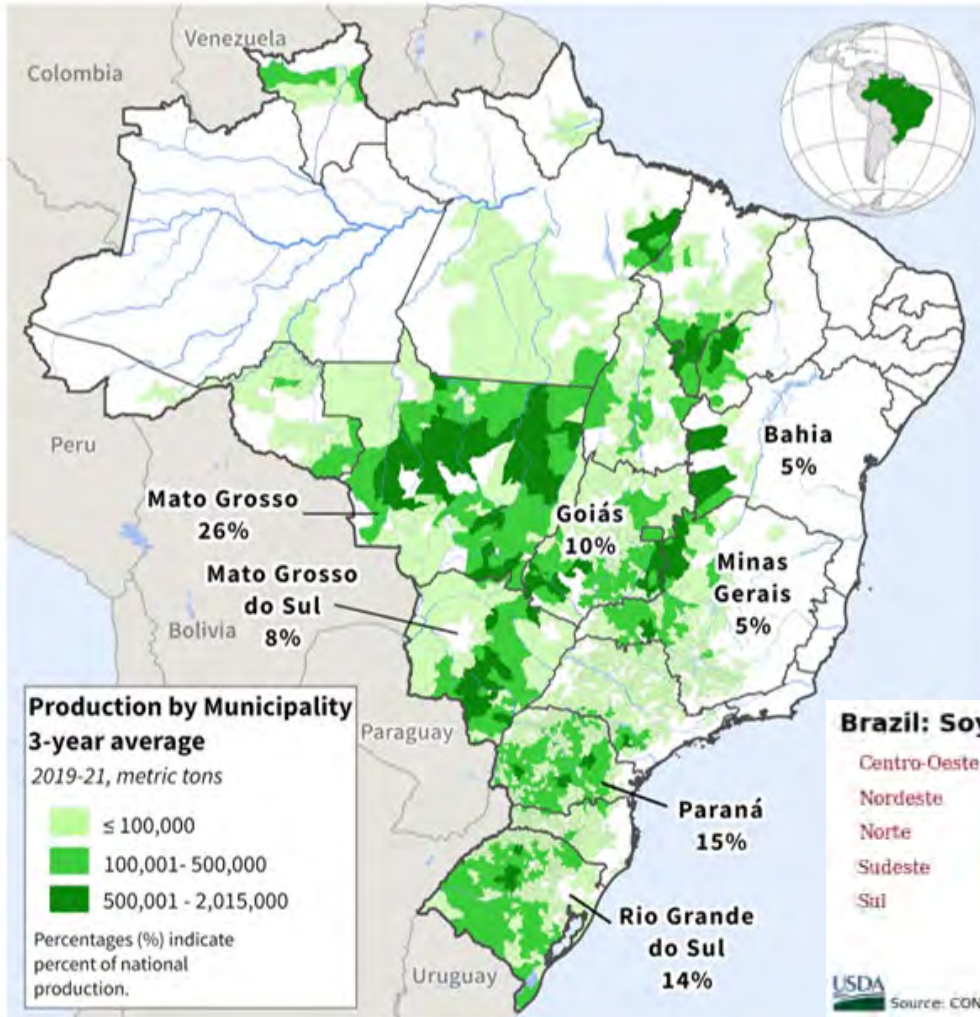 Venezuela
Colombia
Peru
Bahia
5%
Mato Grosso
26%
Goiás
10%
Minas
Gerais
5%
Mato Grosso
do Sul
8%
Bolivia
Production by Municipality
3-year average
2019-21, metric tons
≤ 100,000
100,001- 500,000
500,001 - 2,015,000
Percentages (%) indicate
percent of national
production.
Paraguay
Paraná
15%
Rio Grande
do Sul
14%
Uruguay
Brazil: Soy
Centro-Oeste
Nordeste
Norte
Sudeste
Sul
USDA
Source: CON